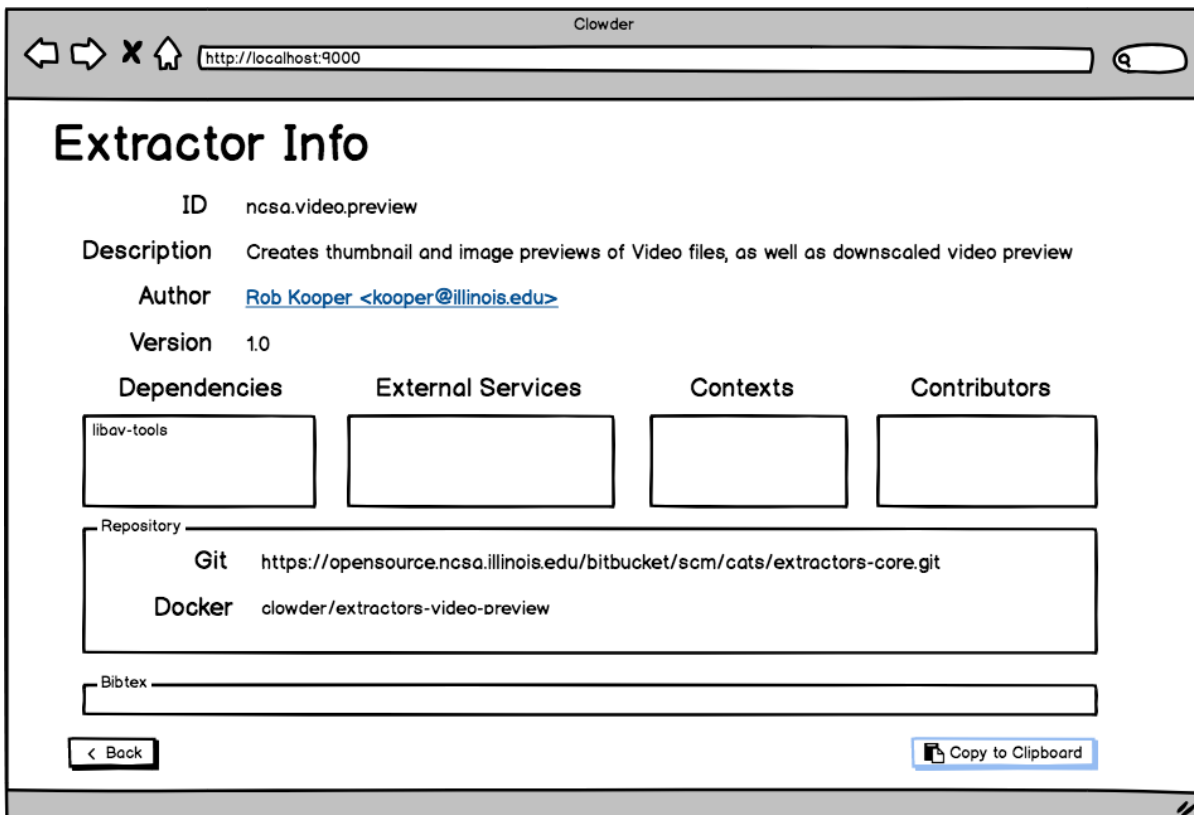 Clowder
http://localhost:9000
Extractor Info
ID ncsa.video.preview
Description Creates thumbnail and image previews of Video files, as well as downscaled video preview
Author Rob Kooper <kooper@illinois.edu>
Version 1.0
Dependencies External Services Contexts Contributors
libav-tools
Repository
Git https://opensource.ncsa.illinois.edu/bitbucket/scm/cats/extractors-core.git
Docker clowder/extractors-video-preview
Bibtex
< Back Copy to Clipboard